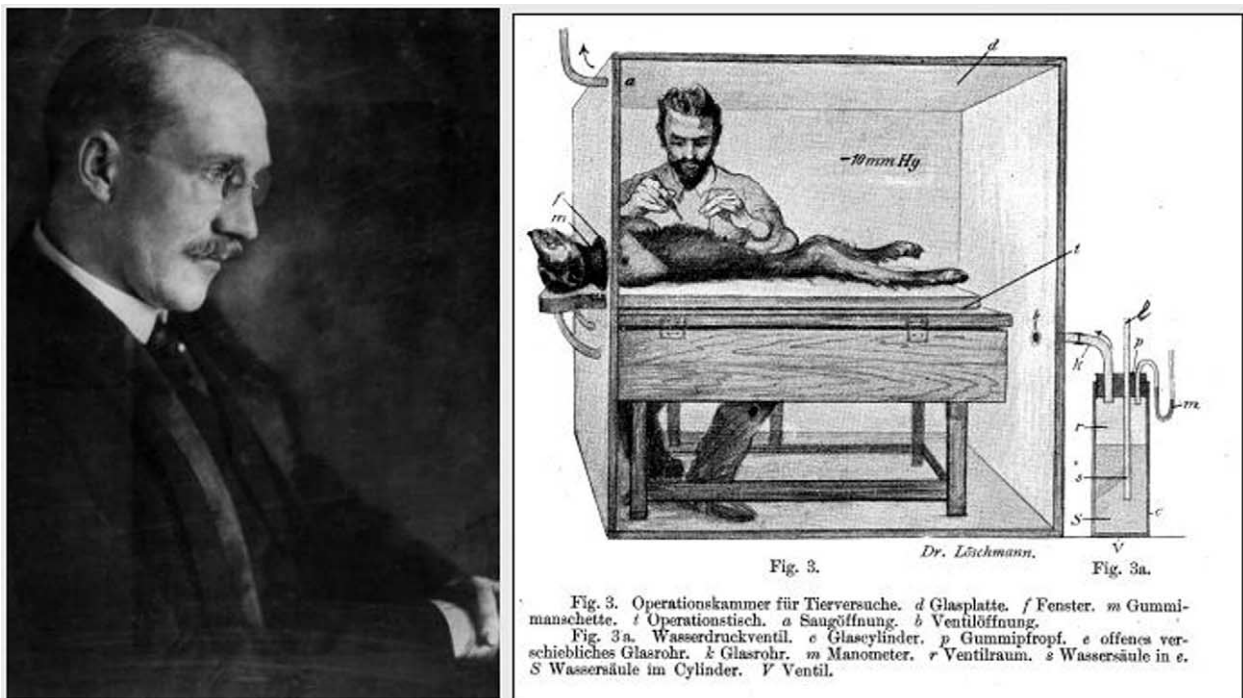 d
a
-10 mm Hg
f
m
t
b
l
p
k
m
r
s
S
c
V
Dr. Löschmann.
Fig. 3.
Fig. 3a.
Fig. 3. Operationskammer für Tierversuche. d Glasplatte. f Fenster. m Gummi-
manschette. t Operationstisch. a Saugöffnung. b Ventilöffnung.
Fig. 3a. Wasserdruckventil. c Glascylinder. p Gummipfropf. e offenes ver-
schiebliches Glasrohr. k Glasrohr. m Manometer. r Ventilraum. s Wassersäule in e.
S Wassersäule im Cylinder. V Ventil.